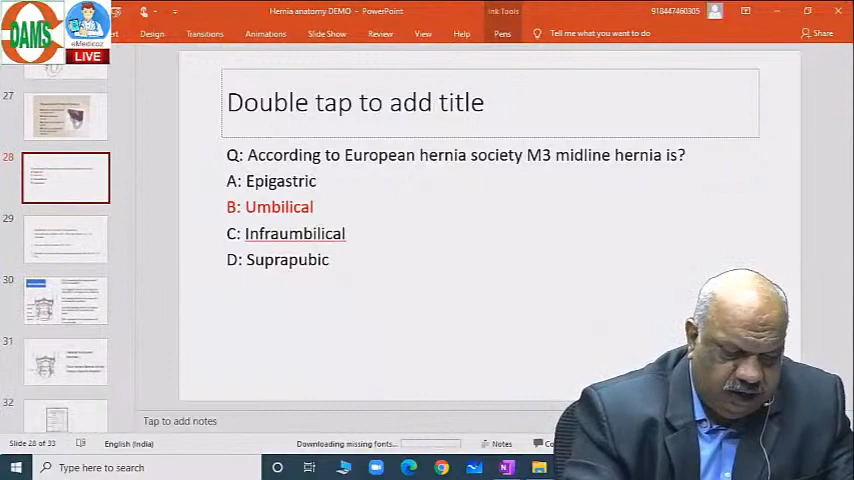 Hernia anatomy DEMO - PowerPoint
Ink Tools
918447460305
DAMS
eMedicoz
LIVE
Design
Transitions
Animations
Slide Show
Review
View
Help
Pens
Tell me what you want to do
Share
27
28
29
30
31
32
Double tap to add title
Q: According to European hernia society M3 midline hernia is?
A: Epigastric
B: Umbilical
C: Infraumbilical
D: Suprapubic
Tap to add notes
Slide 28 of 33
English (India)
Downloading missing fonts...
Notes
Type here to search